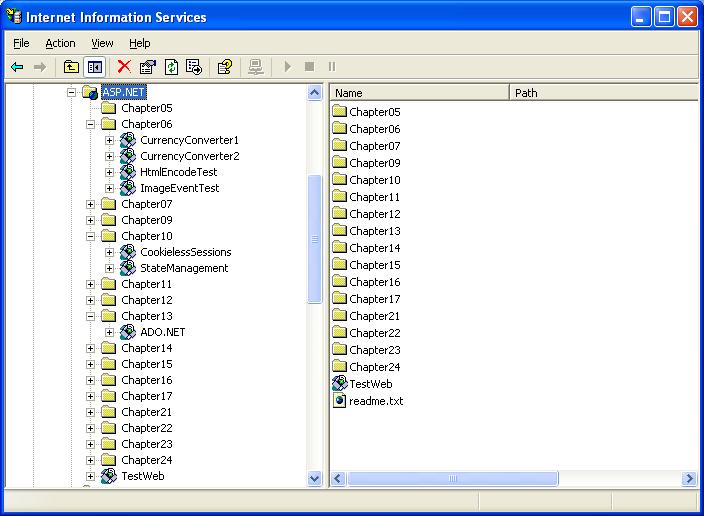 Internet Information Services
File Action View Help
ASP.NET
Chapter05
Chapter06
CurrencyConverter1
CurrencyConverter2
HtmlEncodeTest
ImageEventTest
Chapter07
Chapter09
Chapter10
CookielessSessions
StateManagement
Chapter11
Chapter12
Chapter13
ADO.NET
Chapter14
Chapter15
Chapter16
Chapter17
Chapter21
Chapter22
Chapter23
Chapter24
TestWeb
Name Path
Chapter05
Chapter06
Chapter07
Chapter09
Chapter10
Chapter11
Chapter12
Chapter13
Chapter14
Chapter15
Chapter16
Chapter17
Chapter21
Chapter22
Chapter23
Chapter24
TestWeb
readme.txt